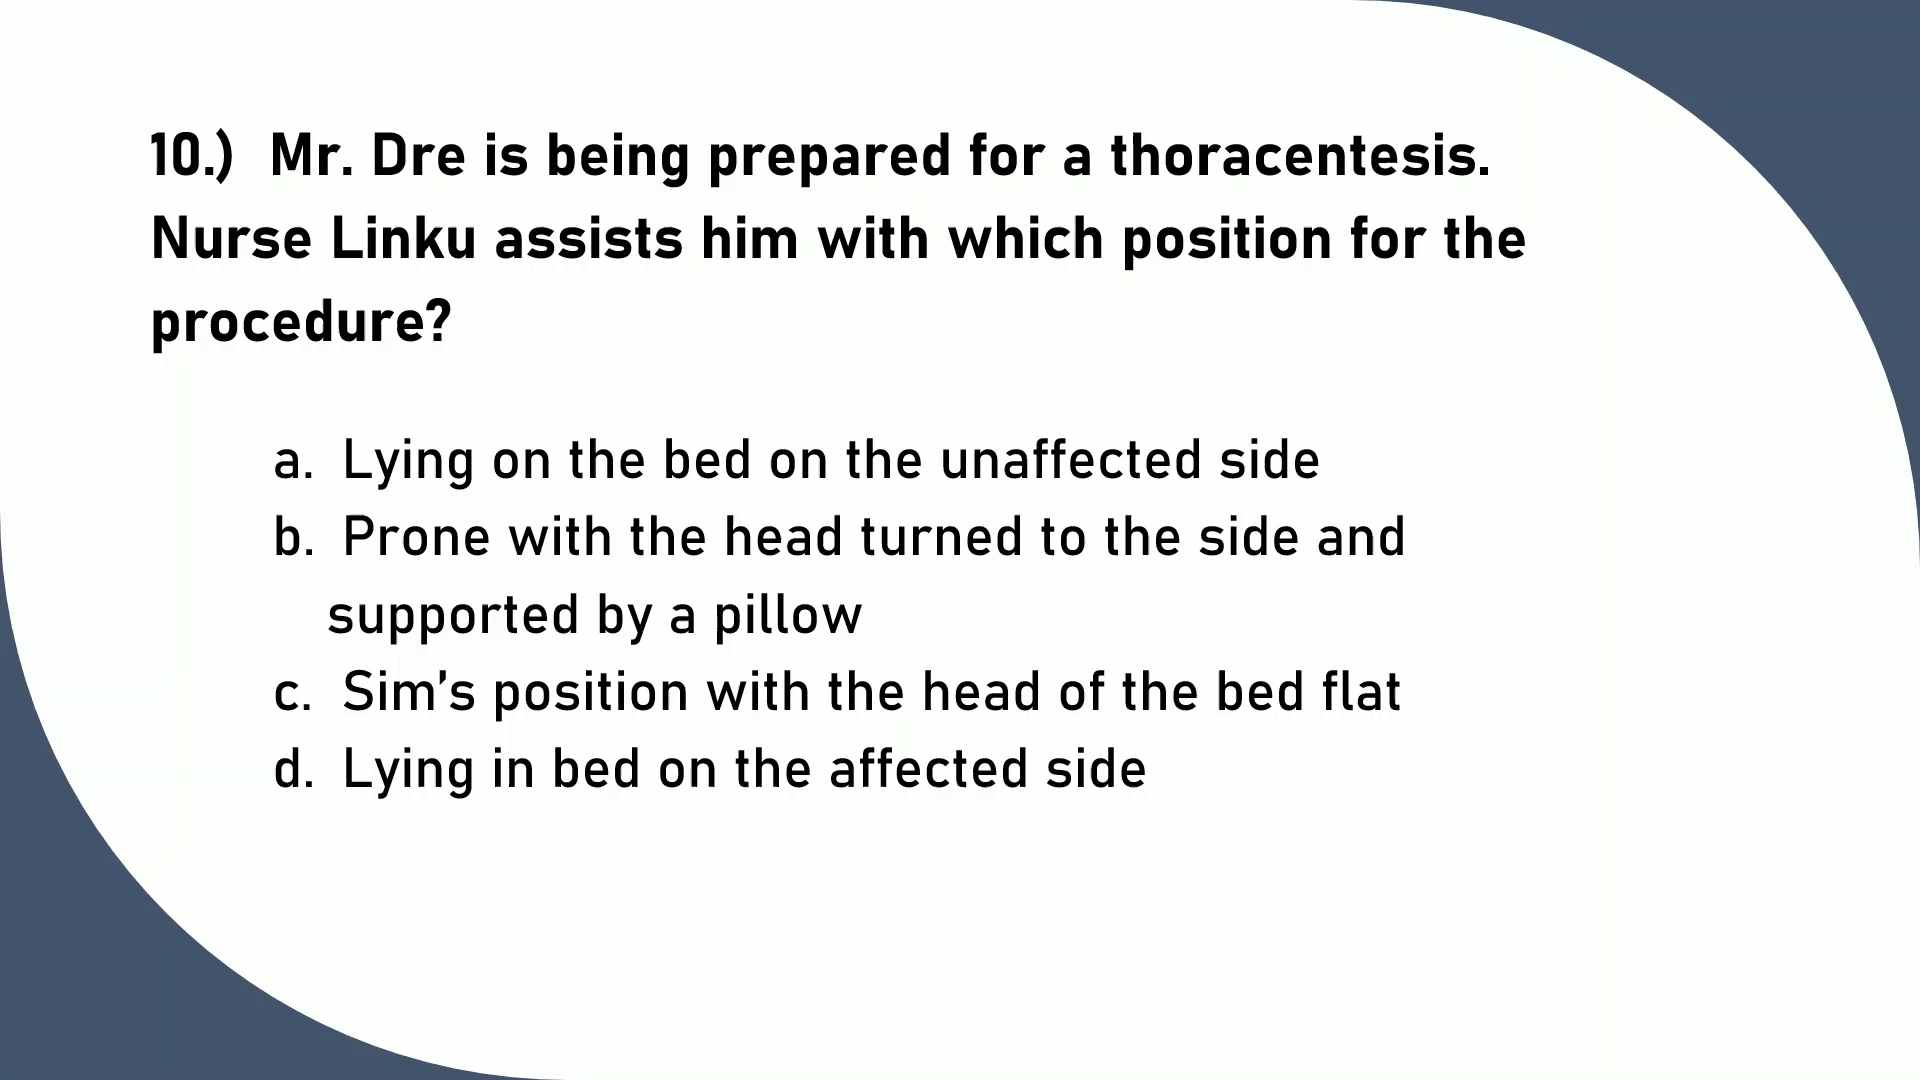 10.) Mr. Dre is being prepared for a thoracentesis.
Nurse Linku assists him with which position for the
procedure?
a. Lying on the bed on the unaffected side
b. Prone with the head turned to the side and
supported by a pillow
c. Sim’s position with the head of the bed flat
d. Lying in bed on the affected side